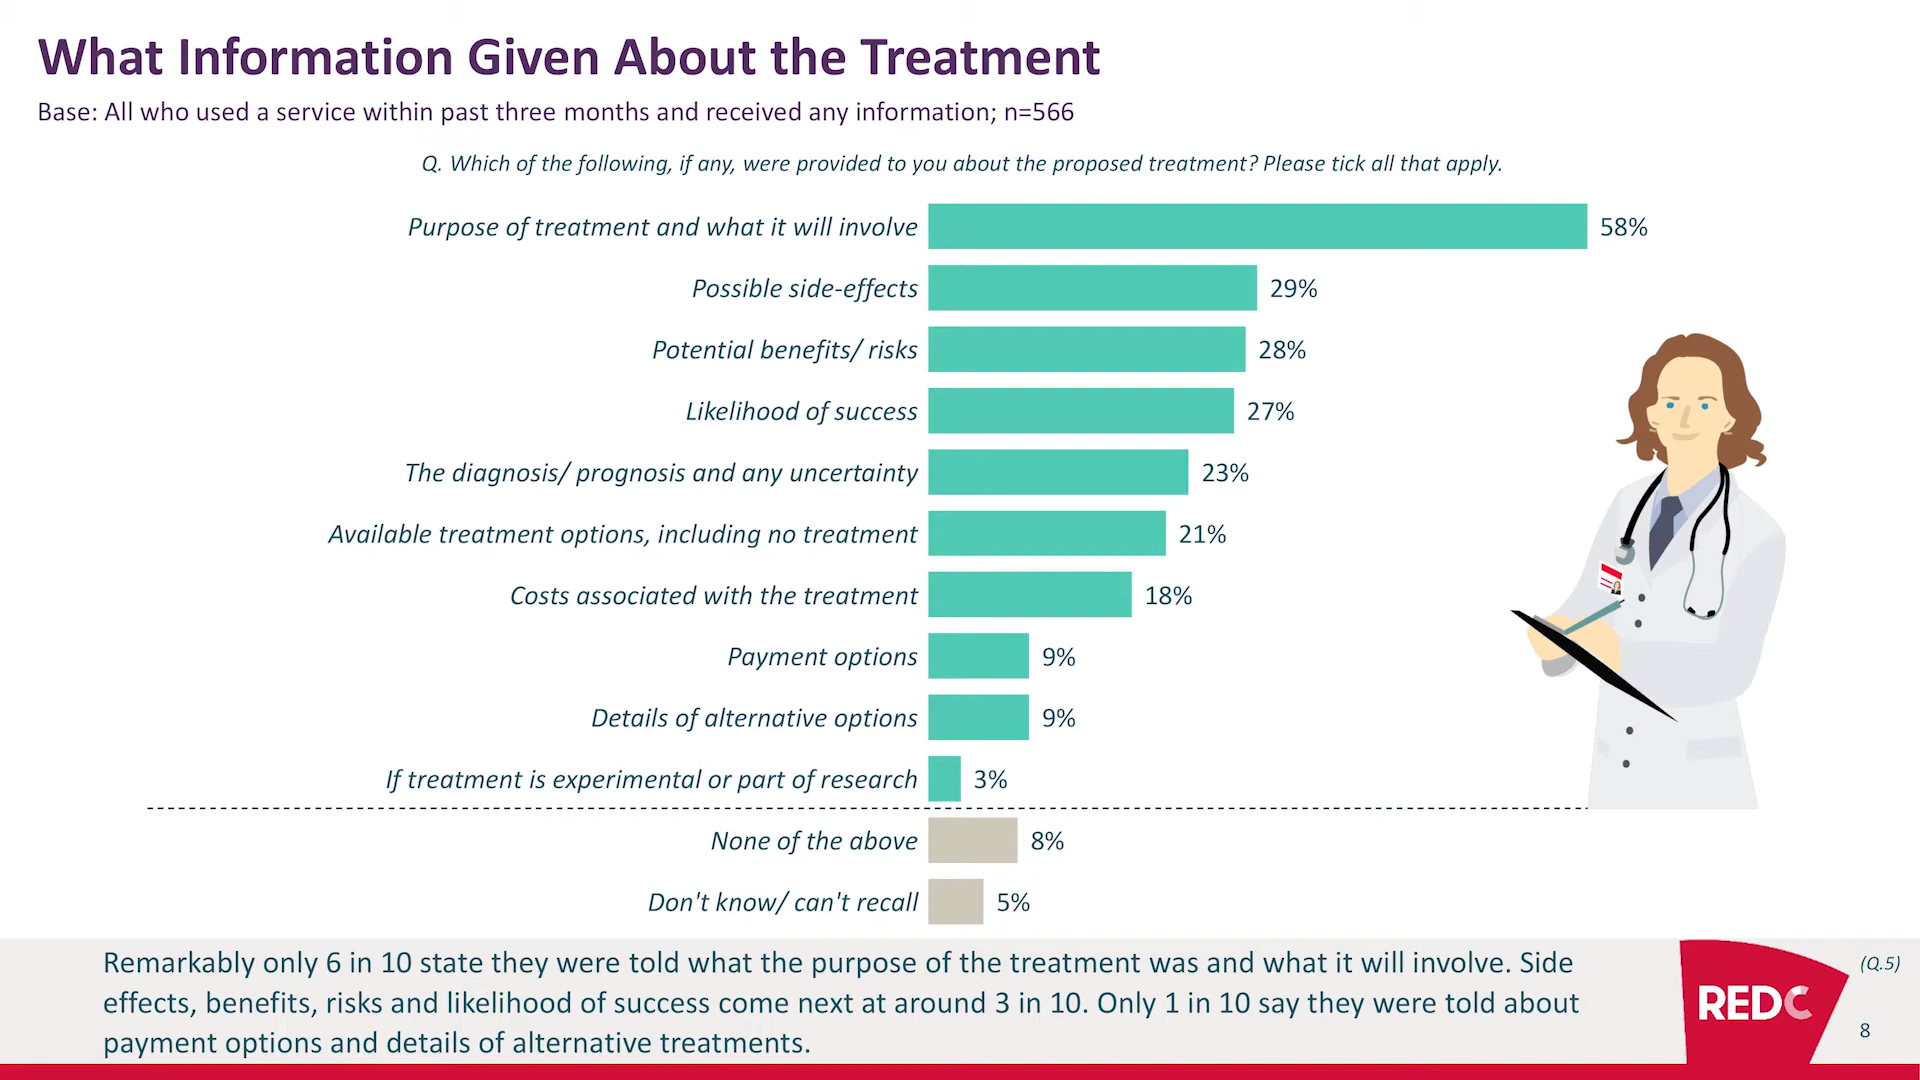 What Information Given About the Treatment
Base: All who used a service within past three months and received any information; n=566
Q. Which of the following, if any, were provided to you about the proposed treatment? Please tick all that apply.
Purpose of treatment and what it will involve 58%
Possible side-effects 29%
Potential benefits/ risks 28%
Likelihood of success 27%
The diagnosis/ prognosis and any uncertainty 23%
Available treatment options, including no treatment 21%
Costs associated with the treatment 18%
Payment options 9%
Details of alternative options 9%
If treatment is experimental or part of research 3%
None of the above 8%
Don't know/ can't recall 5%
Remarkably only 6 in 10 state they were told what the purpose of the treatment was and what it will involve. Side
effects, benefits, risks and likelihood of success come next at around 3 in 10. Only 1 in 10 say they were told about
payment options and details of alternative treatments.
REDC
(Q.5)
8